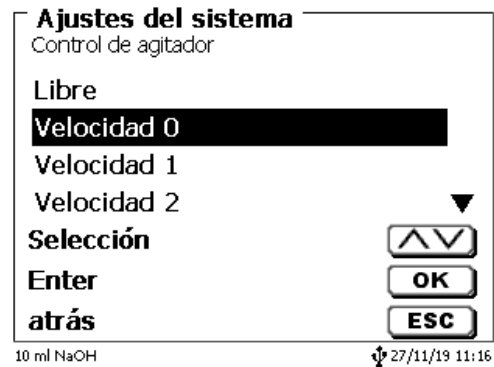 Ajustes del sistema
Control de agitador
Libre
Velocidad 0
Velocidad 1
Velocidad 2
Selección
Enter OK
atrás ESC
10 ml NaOH 27/11/19 11:16